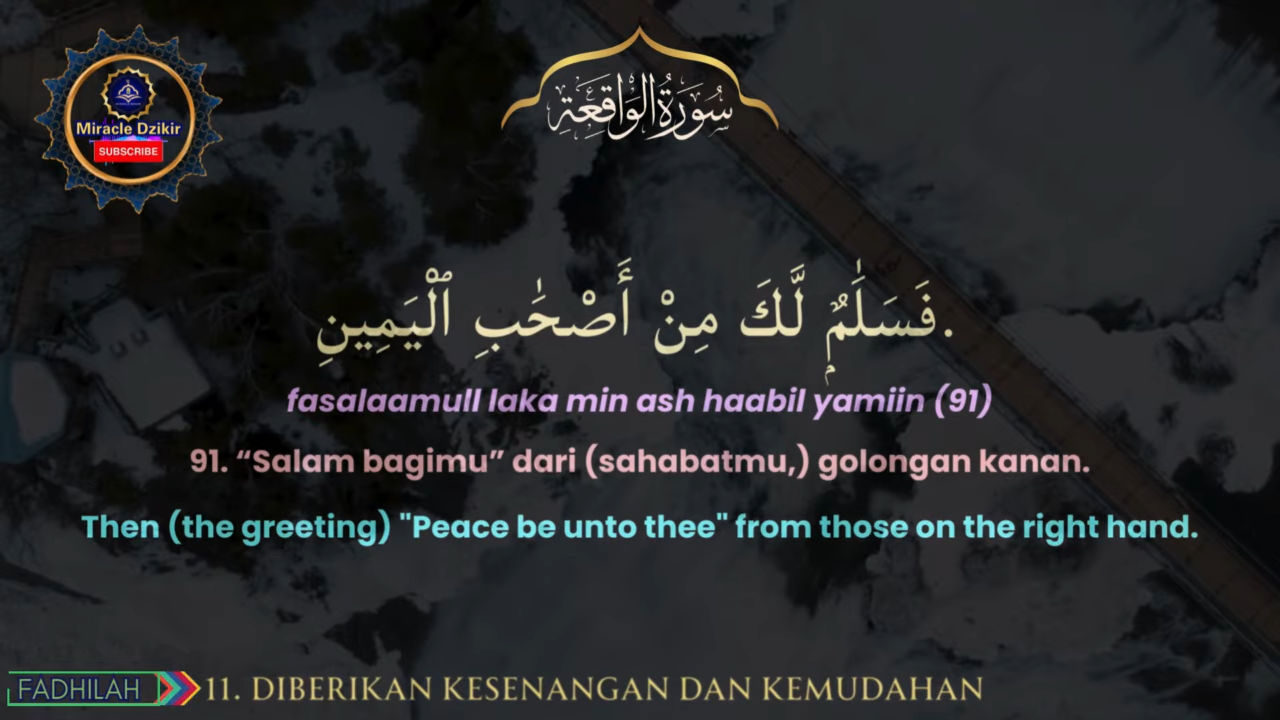 Miracle Dzikir
SUBSCRIBE
سُورَةُ الوَاقِعَة
فَسَلَٰمٌۭ لَّكَ مِنْ أَصْحَٰبِ ٱلْيَمِينِ.
fasalaamull laka min ash haabil yamiin (91)
91. “Salam bagimu” dari (sahabatmu,) golongan kanan.
Then (the greeting) "Peace be unto thee" from those on the right hand.
FADHILAH
11. DIBERIKAN KESENANGAN DAN KEMUDAHAN